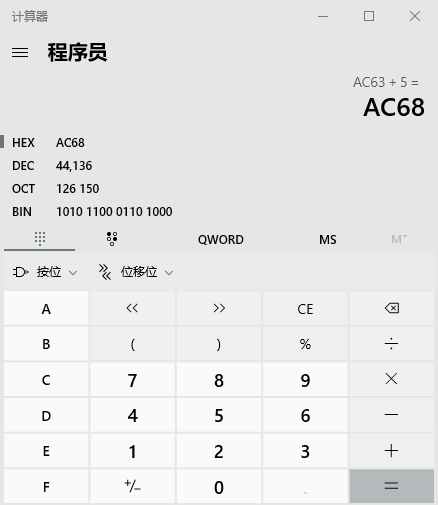 计算器
程序员
AC63 + 5 =
AC68
HEX AC68
DEC 44,136
OCT 126 150
BIN 1010 1100 0110 1000
QWORD MS M˅
按位 位移位
A << >> CE
B ( ) % ÷
C 7 8 9 ×
D 4 5 6 −
E 1 2 3 +
F +/− 0 . =